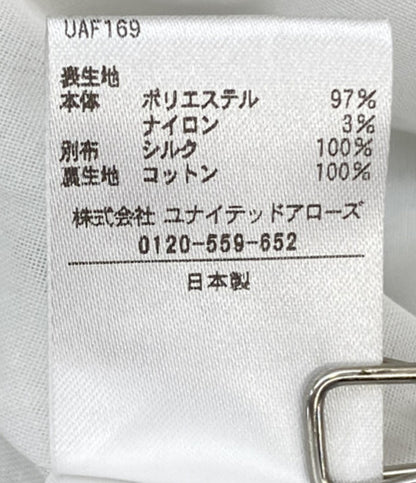 UAF169
表生地
本体 ポリエステル 97%
ナイロン 3%
別布 シルク 100%
裏生地 コットン 100%
株式会社 ユナイテッドアローズ
0120-559-652
日本製